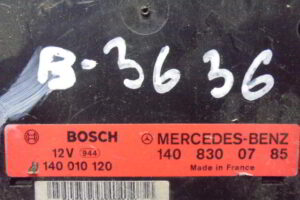 B-3636
BOSCH MERCEDES-BENZ
12V 944 140 830 07 85
140 010 120 Made in France